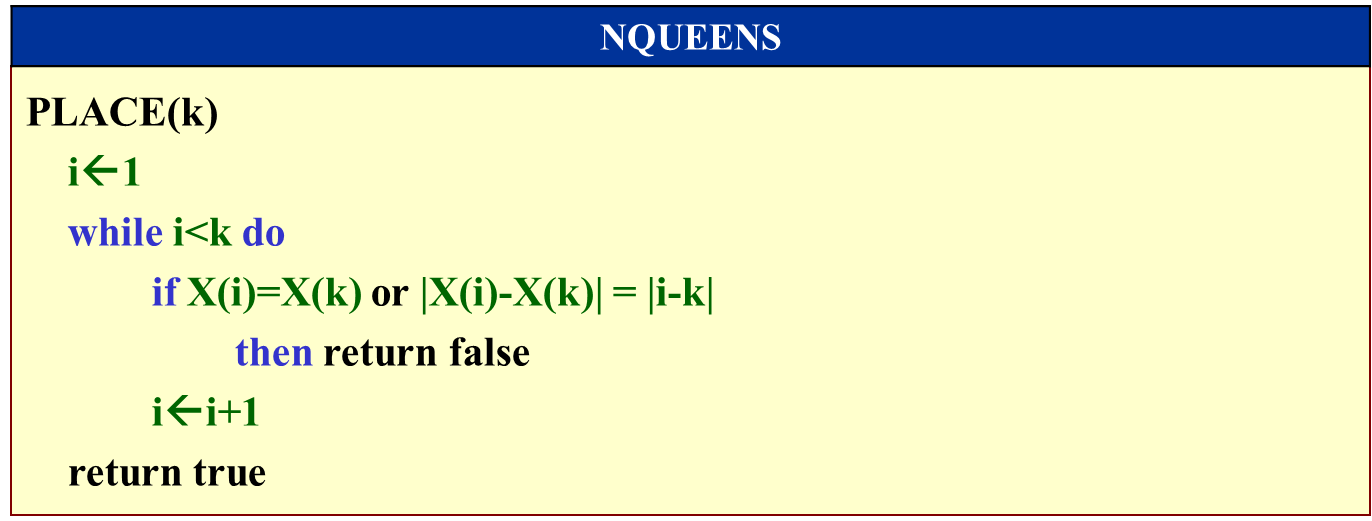 NQUEENS
PLACE(k)
i←1
while i<k do
if X(i)=X(k) or |X(i)-X(k)| = |i-k|
then return false
i←i+1
return true